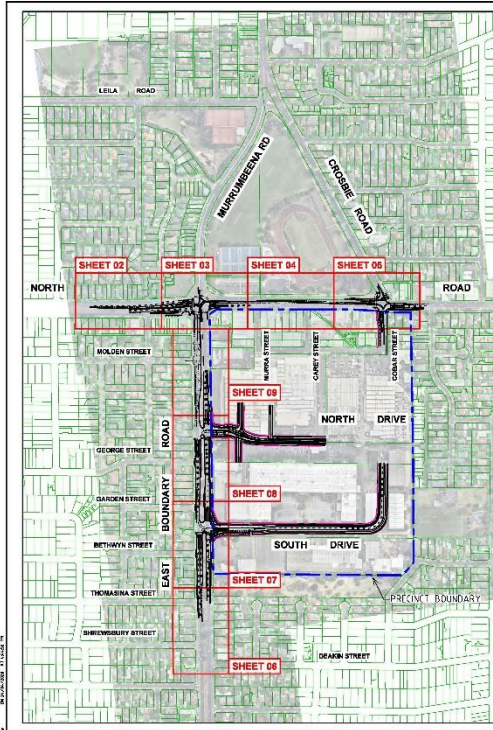 LEILA ROAD
MURRUMBEENA RD
CROSBIE ROAD
SHEET 02
SHEET 03
SHEET 04
SHEET 05
NORTH
ROAD
MOLDEN STREET
MURRA STREET
CAREY STREET
COBAR STREET
SHEET 09
NORTH DRIVE
GEORGE STREET
EAST BOUNDARY ROAD
GARDEN STREET
SHEET 08
BETHWYN STREET
SOUTH DRIVE
SHEET 07
THOMASINA STREET
PRECINCT BOUNDARY
SHREWSBURY STREET
DEAKIN STREET
SHEET 06